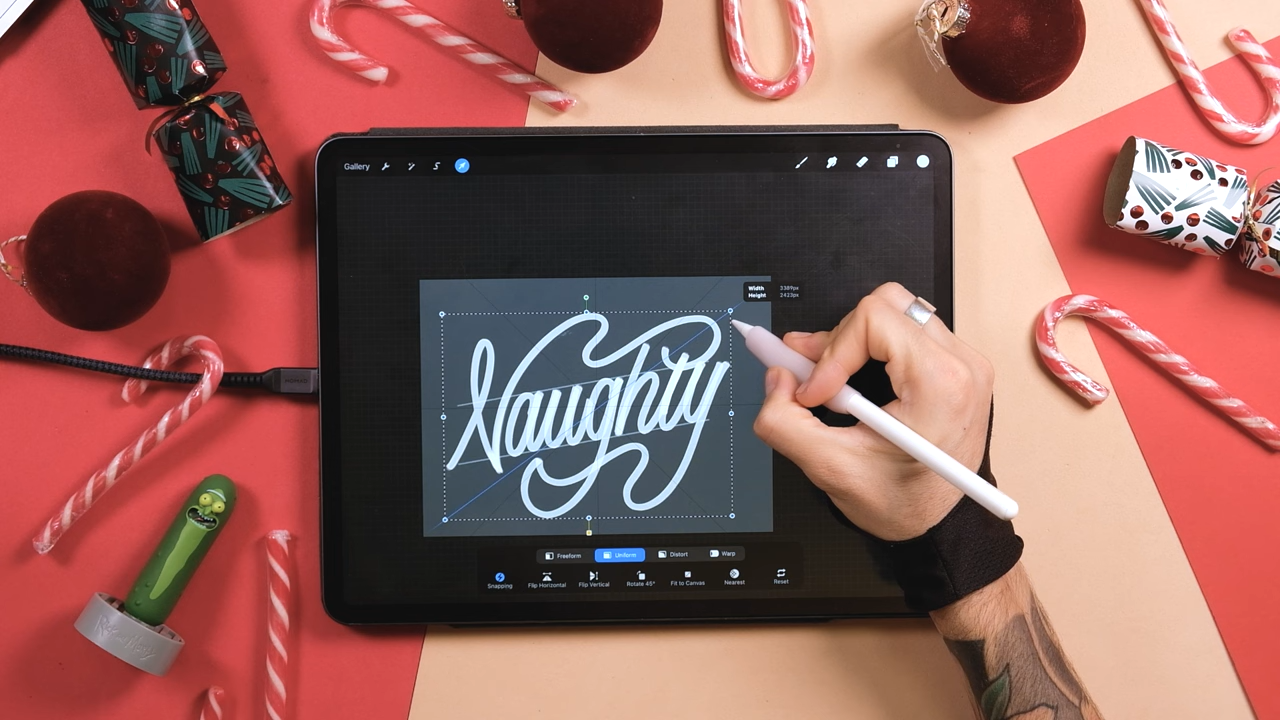 Gallery
Width 3389px
Height 2423px
Naughty
NOMAD
Freeform Uniform Distort Warp
Snapping Flip Horizontal Flip Vertical Rotate 45° Fit to Canvas Nearest Reset